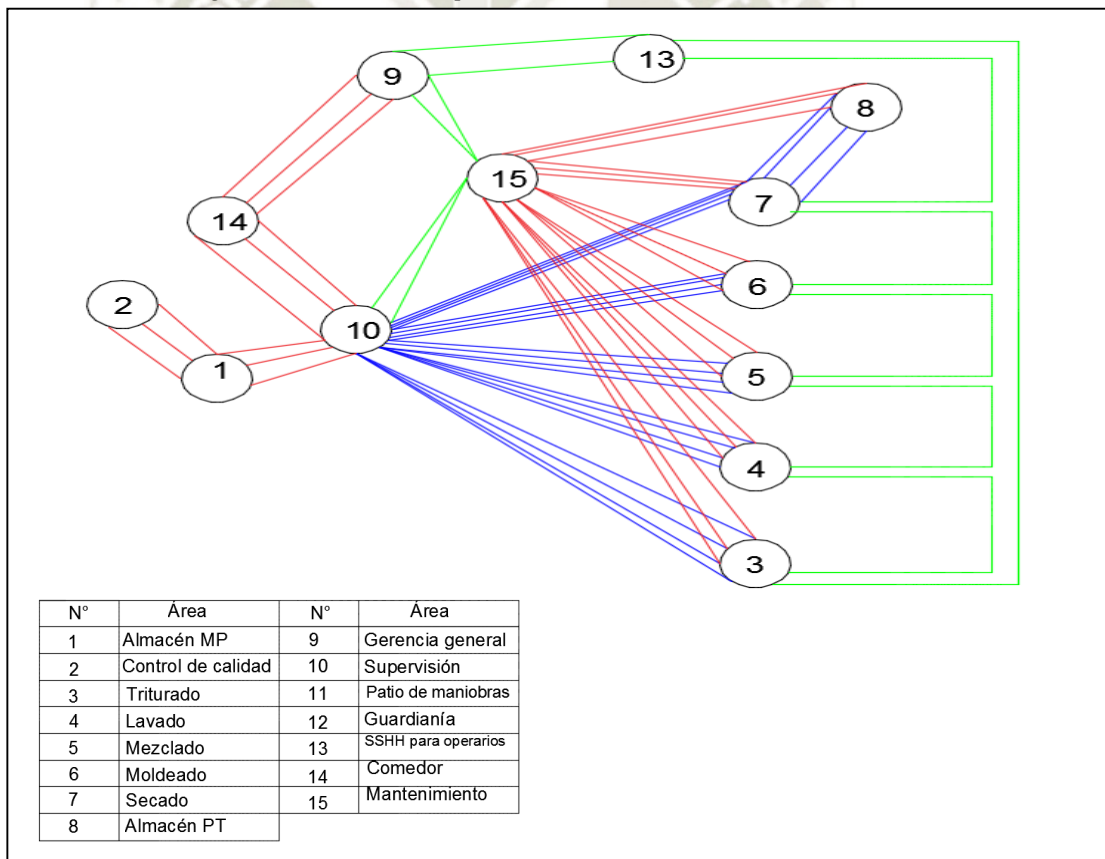 9
13
8
15
7
14
6
2
10
1
5
4
3
N° Área N° Área
1 Almacén MP 9 Gerencia general
2 Control de calidad 10 Supervisión
3 Triturado 11 Patio de maniobras
4 Lavado 12 Guardianía
5 Mezclado 13 SSHH para operarios
6 Moldeado 14 Comedor
7 Secado 15 Mantenimiento
8 Almacén PT